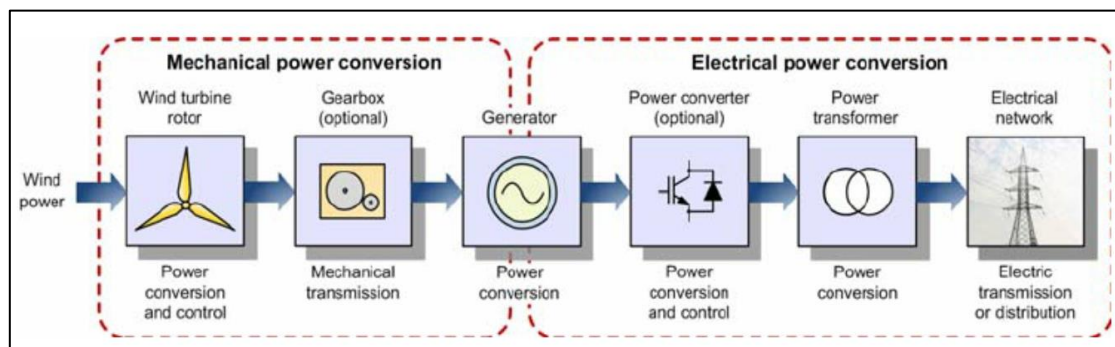 Mechanical power conversion
Electrical power conversion
Wind turbine
rotor
Gearbox
(optional)
Generator
Power converter
(optional)
Power
transformer
Electrical
network
Wind
power
Power
conversion
and control
Mechanical
transmission
Power
conversion
Power
conversion
and control
Power
conversion
Electric
transmission
or distribution